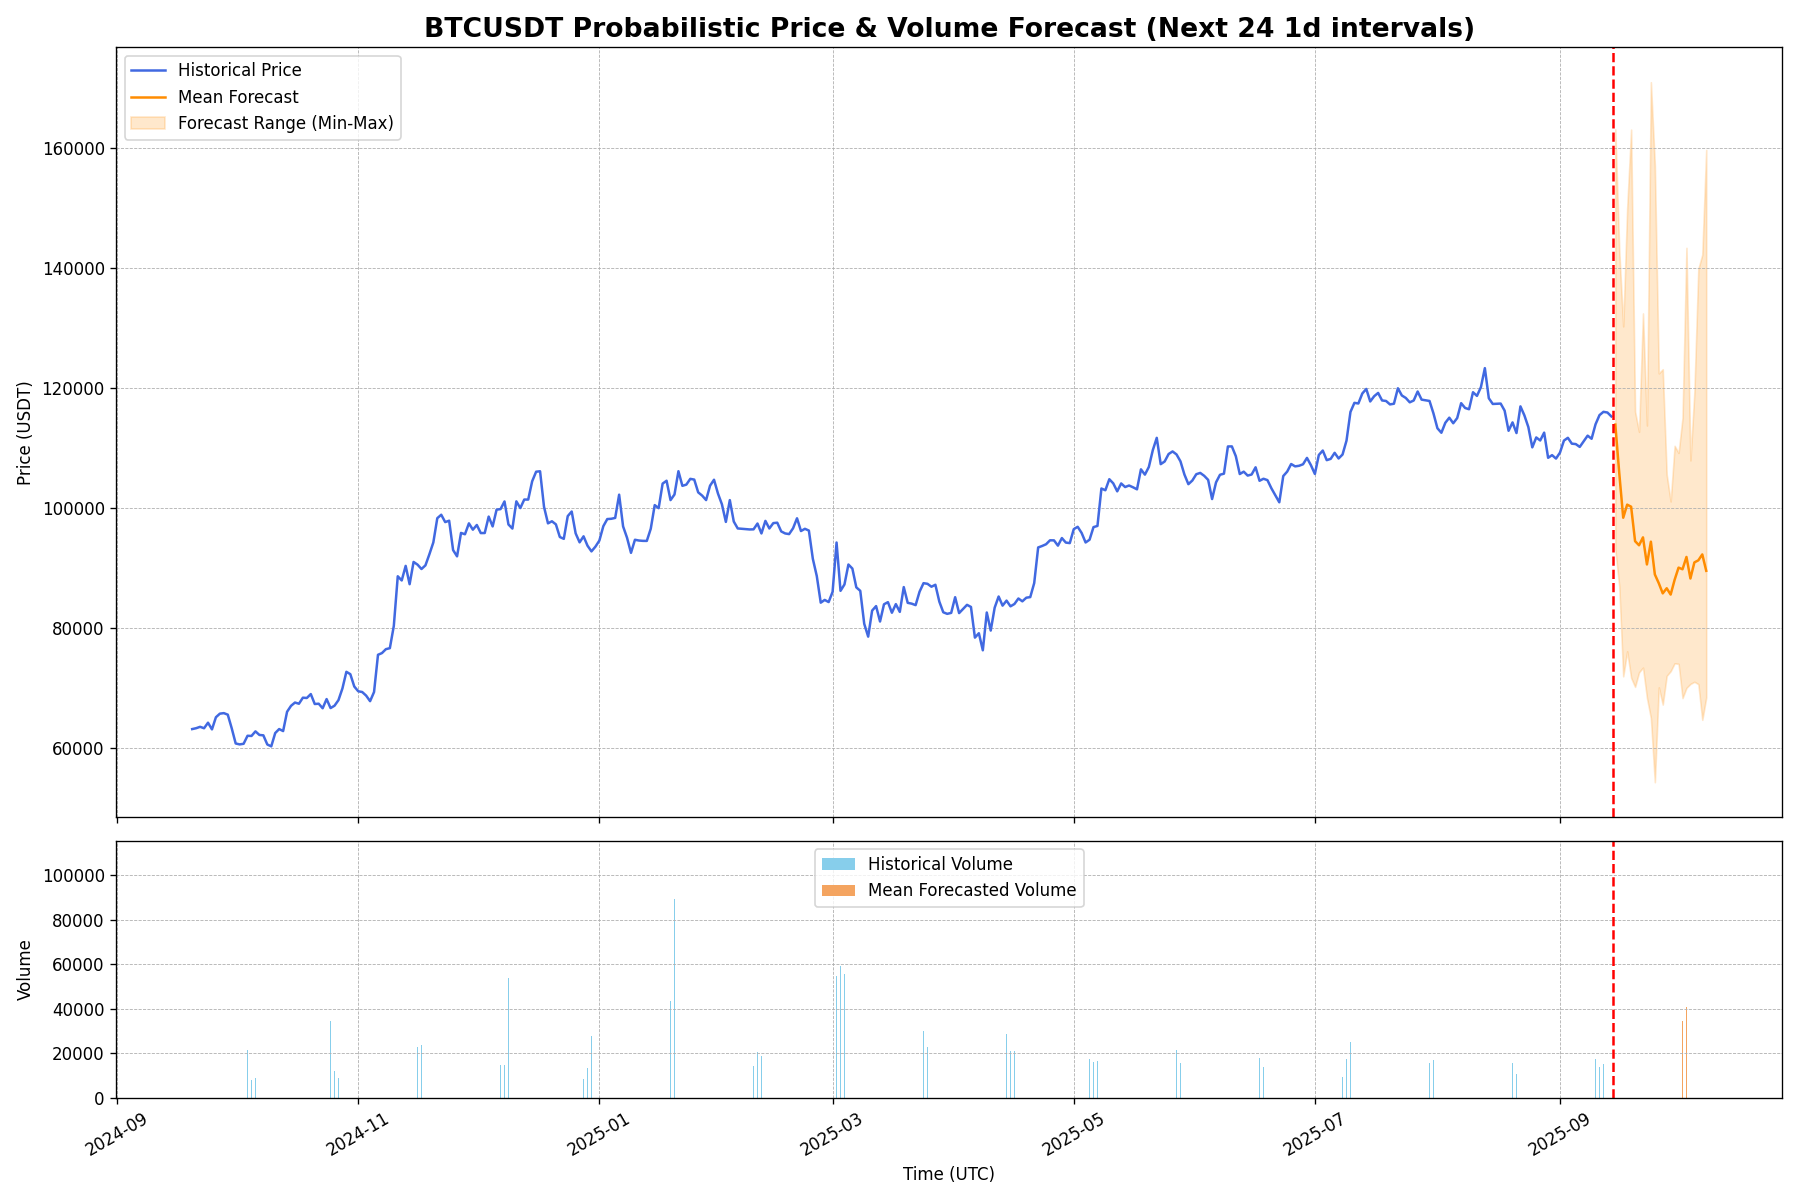 BTCUSDT Probabilistic Price & Volume Forecast (Next 24 1d intervals)
Historical Price
Mean Forecast
Forecast Range (Min-Max)
Price (USDT)
160000
140000
120000
100000
80000
60000
Historical Volume
Mean Forecasted Volume
Volume
100000
80000
60000
40000
20000
0
2024-09
2024-11
2025-01
2025-03
2025-05
2025-07
2025-09
Time (UTC)